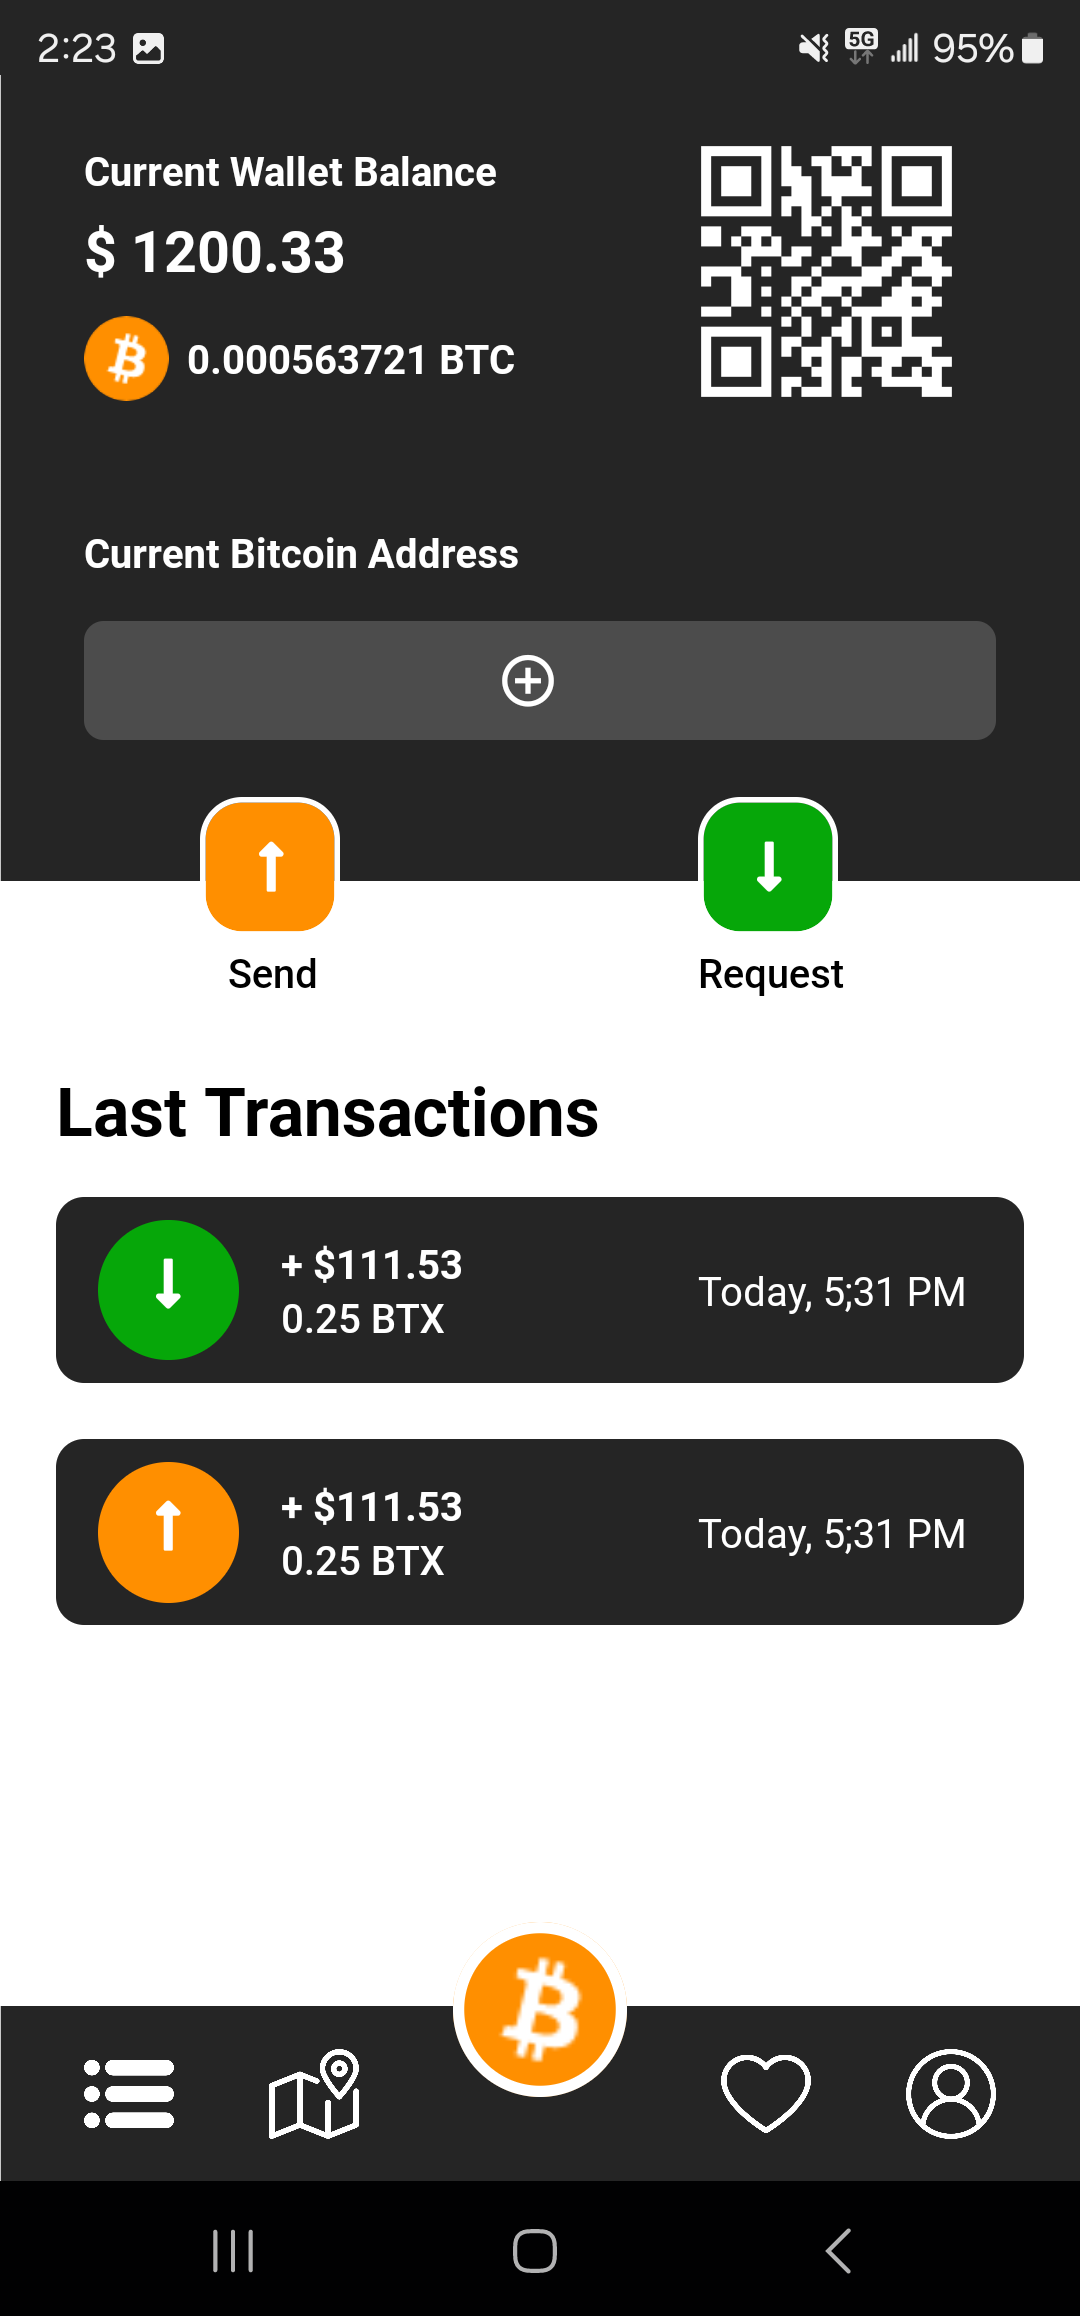 2:23
5G
95%
Current Wallet Balance
$ 1200.33
0.000563721 BTC
Current Bitcoin Address
Send
Request
Last Transactions
+ $111.53
0.25 BTX
Today, 5;31 PM
+ $111.53
0.25 BTX
Today, 5;31 PM